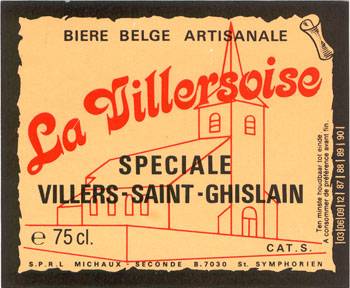 BIERE BELGE ARTISANALE
La Villersoise
SPECIALE
VILLERS-SAINT-GHISLAIN
℮ 75 cl.
CAT.S.
S.P.R.L MICHAUX-SECONDE B.7030 St. SYMPHORIEN
Ten minste houdbaar tot einde.
A consommer de préférence avant fin.
|03|06|09|12|87|88|89|90|